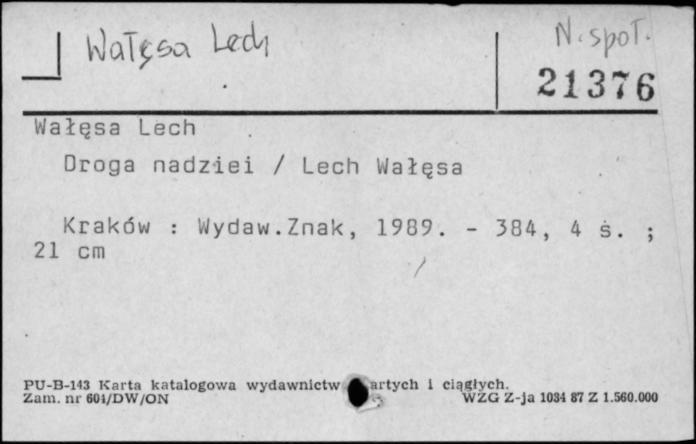 Wałęsa Lech
N. społ.
21376
Wałęsa Lech
Droga nadziei / Lech Wałęsa
Kraków : Wydaw.Znak, 1989. - 384, 4 s. ;
21 cm
PU-B-143 Karta katalogowa wydawnictw artych i ciągłych.
Zam. nr 601/DW/ON
WZG Z-ja 1034 87 Z 1.560.000